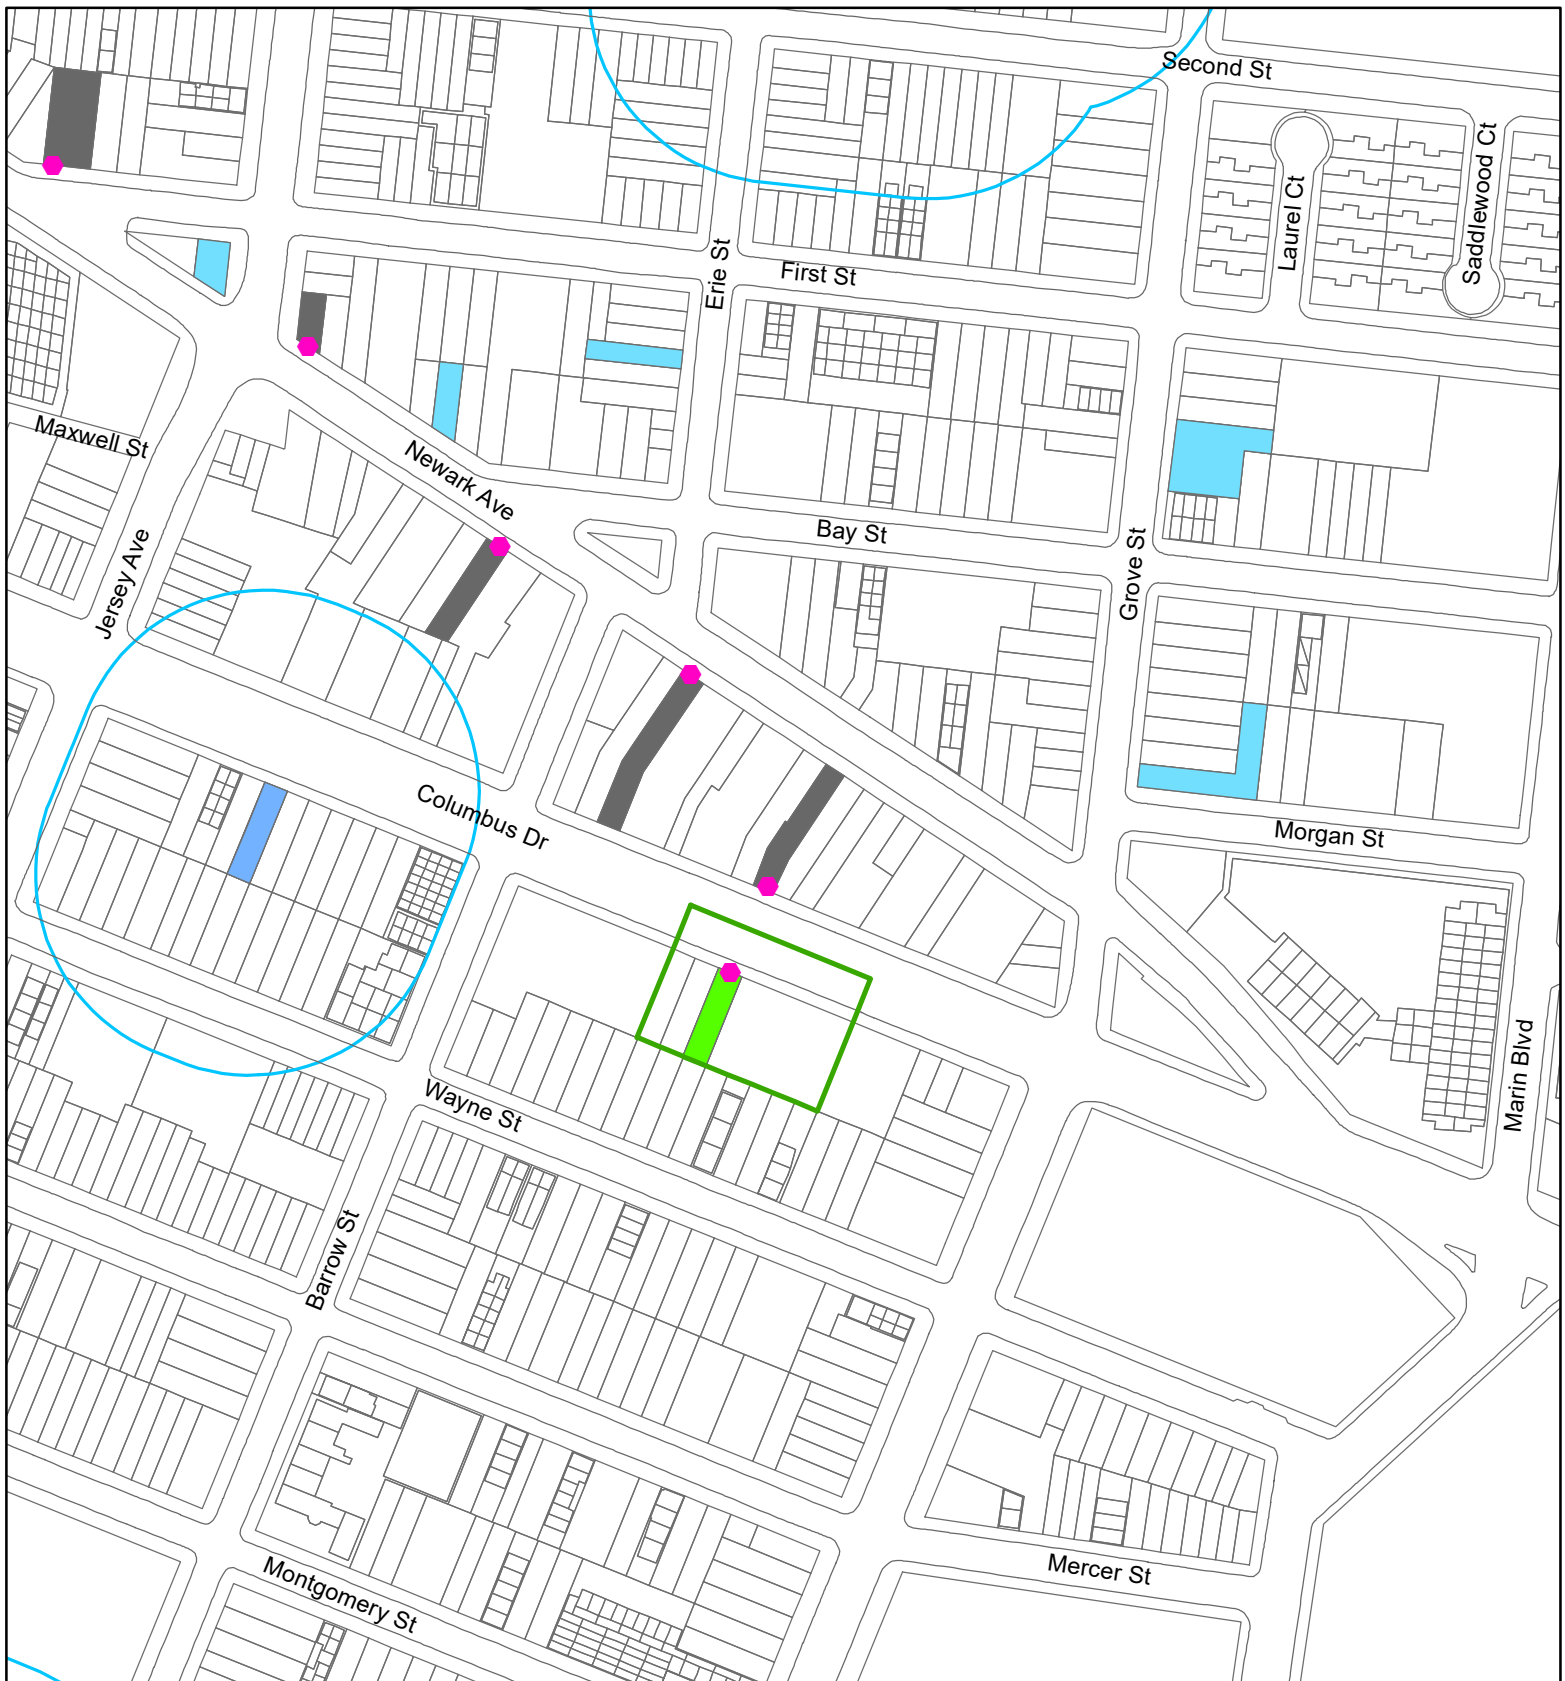 Second St
Laurel Ct
Saddlewood Ct
Erie St
First St
Maxwell St
Newark Ave
Bay St
Jersey Ave
Grove St
Columbus Dr
Morgan St
Marin Blvd
Wayne St
Barrow St
Mercer St
Montgomery St